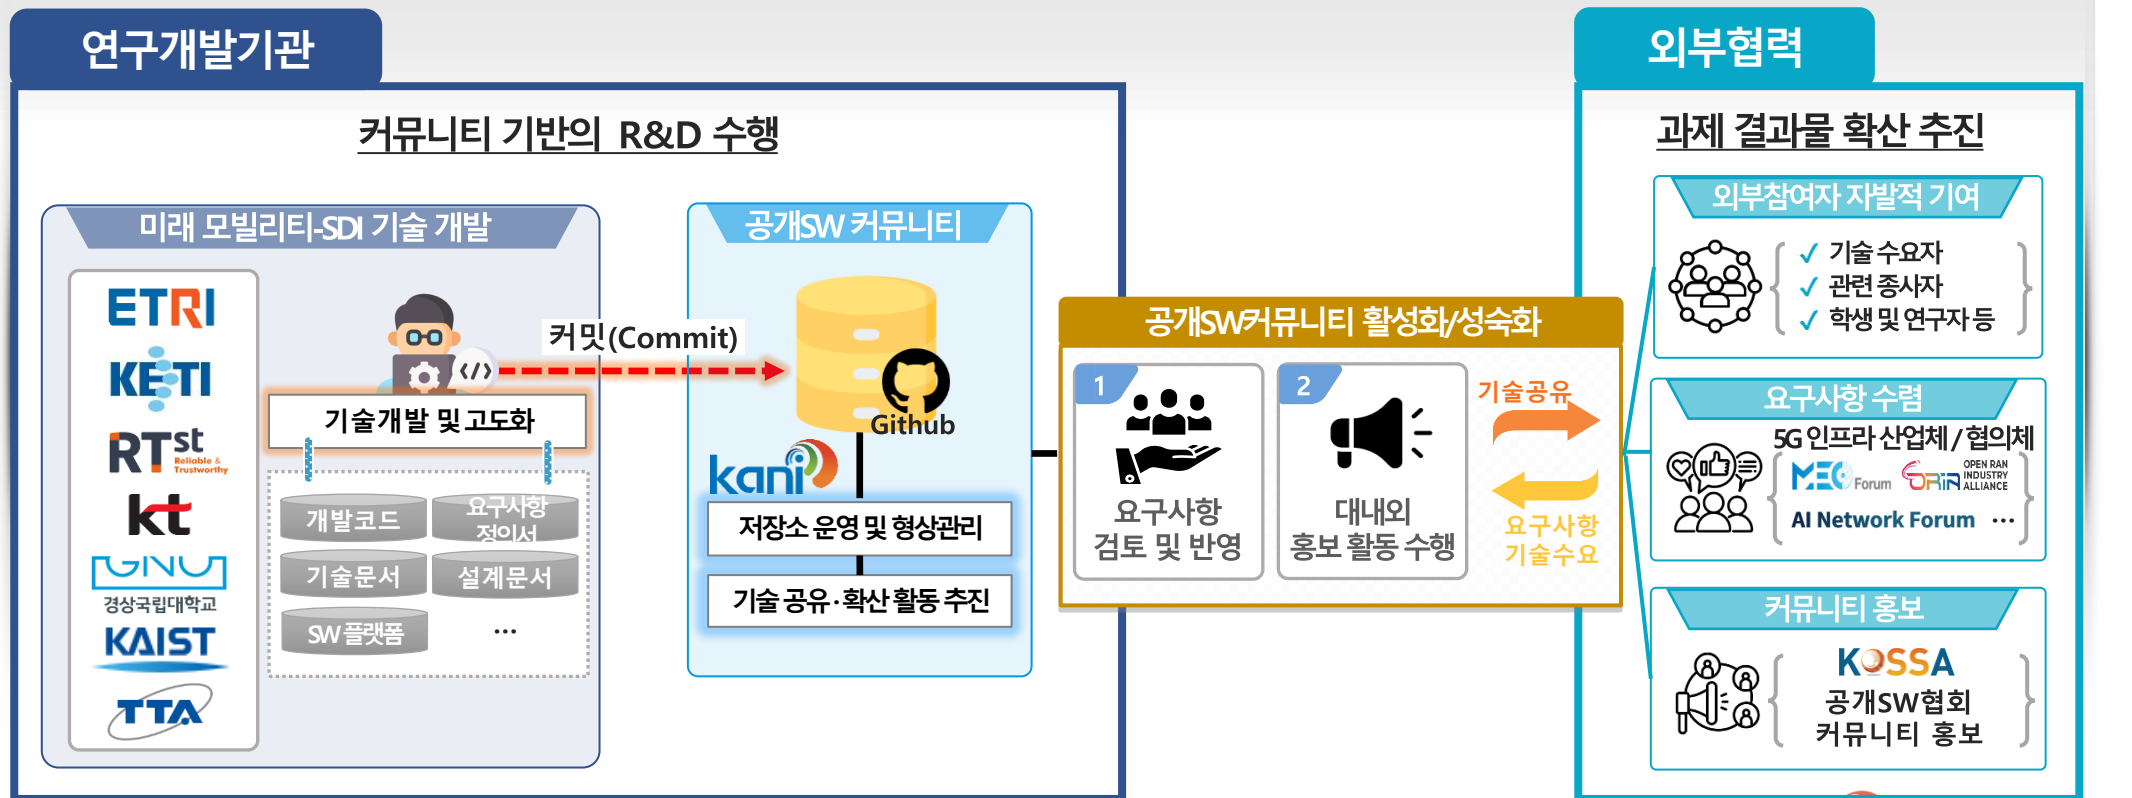 연구개발기관
커뮤니티 기반의 R&D 수행
미래 모빌리티-SDI 기술 개발
ETRI
KETI
RTst
Reliable &
Trustworthy
kt
GNU
경상국립대학교
KAIST
TTA
</>
기술개발 및 고도화
개발코드
요구사항
정의서
기술문서
설계문서
SW 플랫폼
...
커밋(Commit)
공개SW 커뮤니티
Github
kani
저장소 운영 및 형상관리
기술 공유·확산 활동 추진
공개SW커뮤니티 활성화/성숙화
1
요구사항
검토 및 반영
2
대내외
홍보 활동 수행
기술공유
요구사항
기술수요
외부협력
과제 결과물 확산 추진
외부참여자 자발적 기여
✓ 기술 수요자
✓ 관련 종사자
✓ 학생 및 연구자 등
요구사항 수렴
5G 인프라 산업체 / 협의체
MEC Forum
ORIA
OPEN RAN
INDUSTRY
ALLIANCE
AI Network Forum ...
커뮤니티 홍보
KOSSA
공개SW협회
커뮤니티 홍보